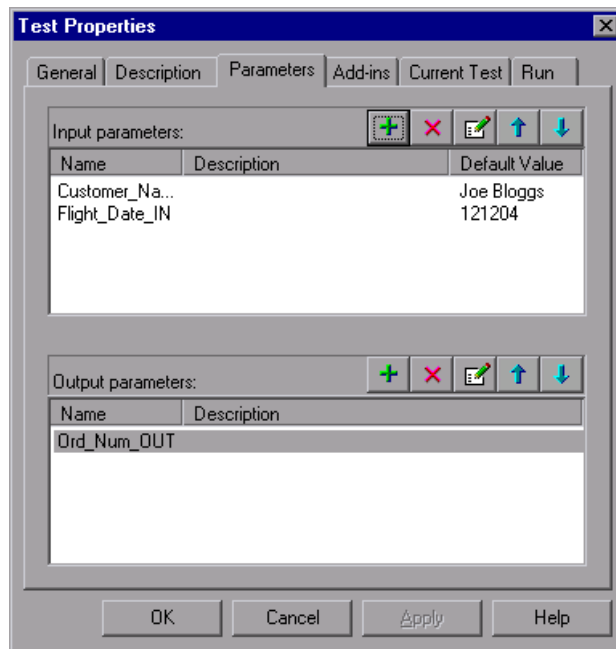 Test Properties
General Description Parameters Add-ins Current Test Run
Input parameters:
Name Description Default Value
Customer_Na... Joe Bloggs
Flight_Date_IN 121204
Output parameters:
Name Description
Ord_Num_OUT
OK Cancel Apply Help